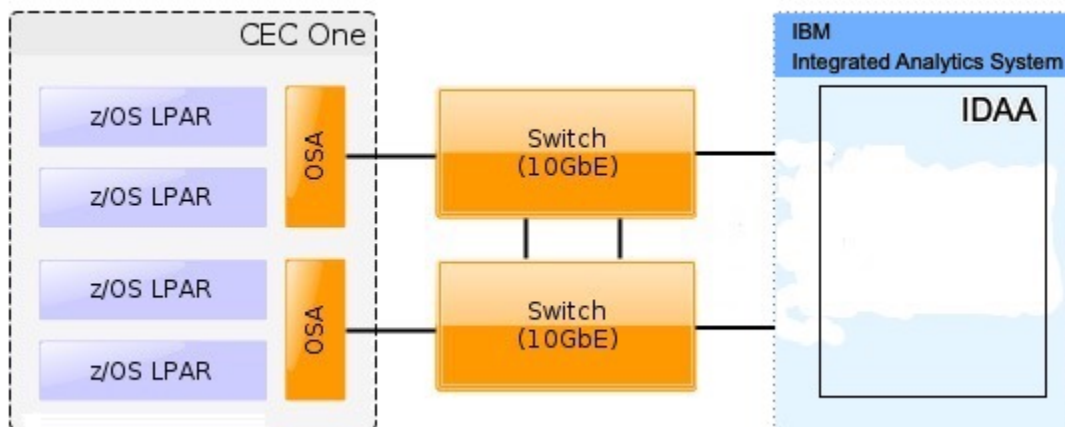 CEC One
z/OS LPAR
z/OS LPAR
OSA
z/OS LPAR
z/OS LPAR
OSA
Switch
(10GbE)
Switch
(10GbE)
IBM
Integrated Analytics System
IDAA